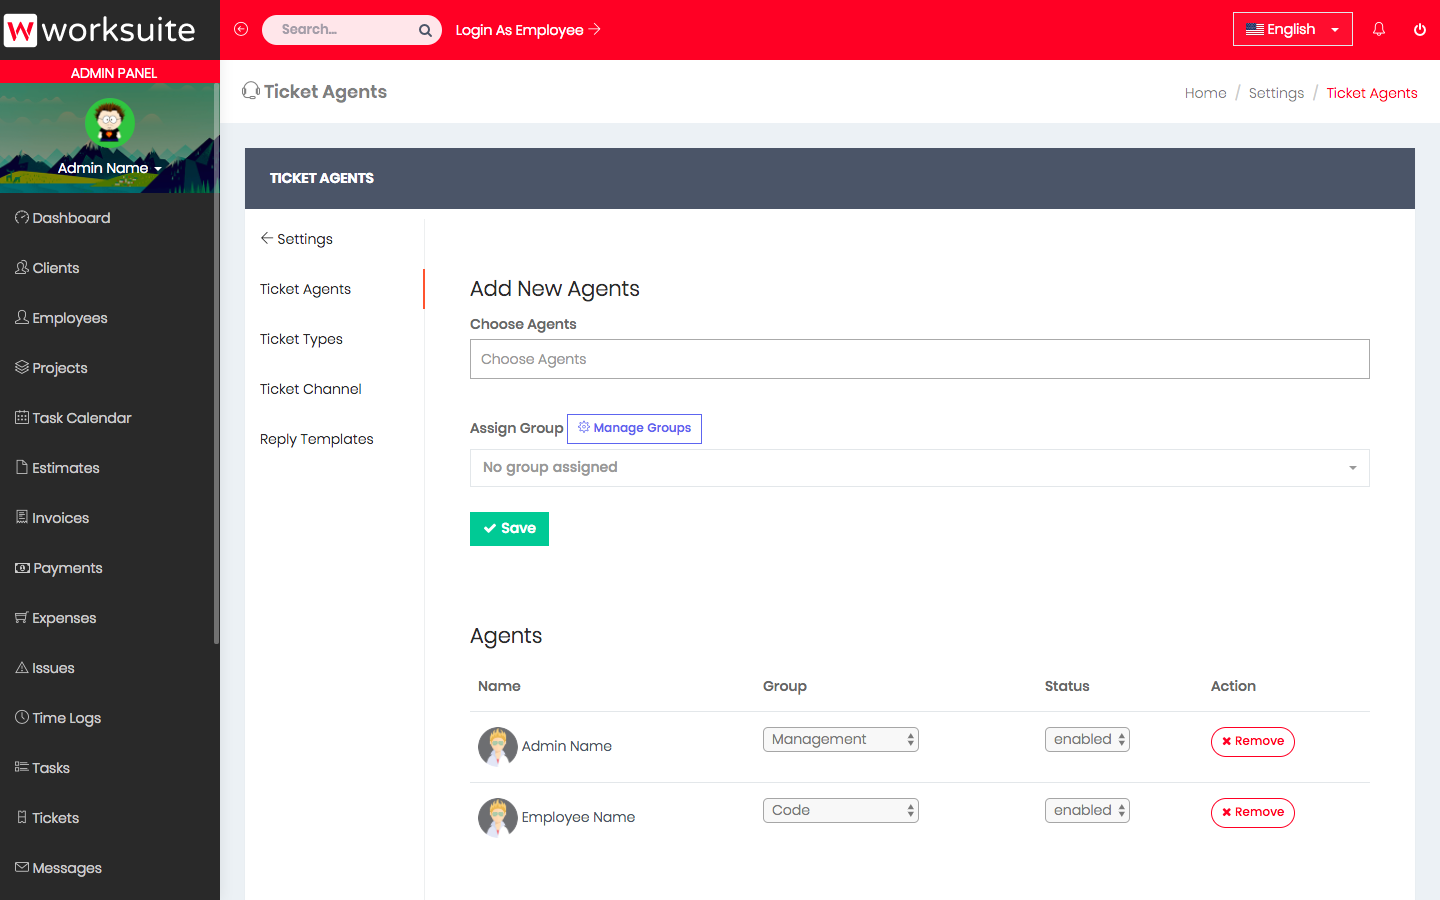 worksuite
Search...
Login As Employee
English
ADMIN PANEL
Admin Name
Dashboard
Clients
Employees
Projects
Task Calendar
Estimates
Invoices
Payments
Expenses
Issues
Time Logs
Tasks
Tickets
Messages
Ticket Agents
Home / Settings / Ticket Agents
TICKET AGENTS
Settings
Ticket Agents
Ticket Types
Ticket Channel
Reply Templates
Add New Agents
Choose Agents
Choose Agents
Assign Group Manage Groups
No group assigned
Save
Agents
Name Group Status Action
Admin Name Management enabled Remove
Employee Name Code enabled Remove